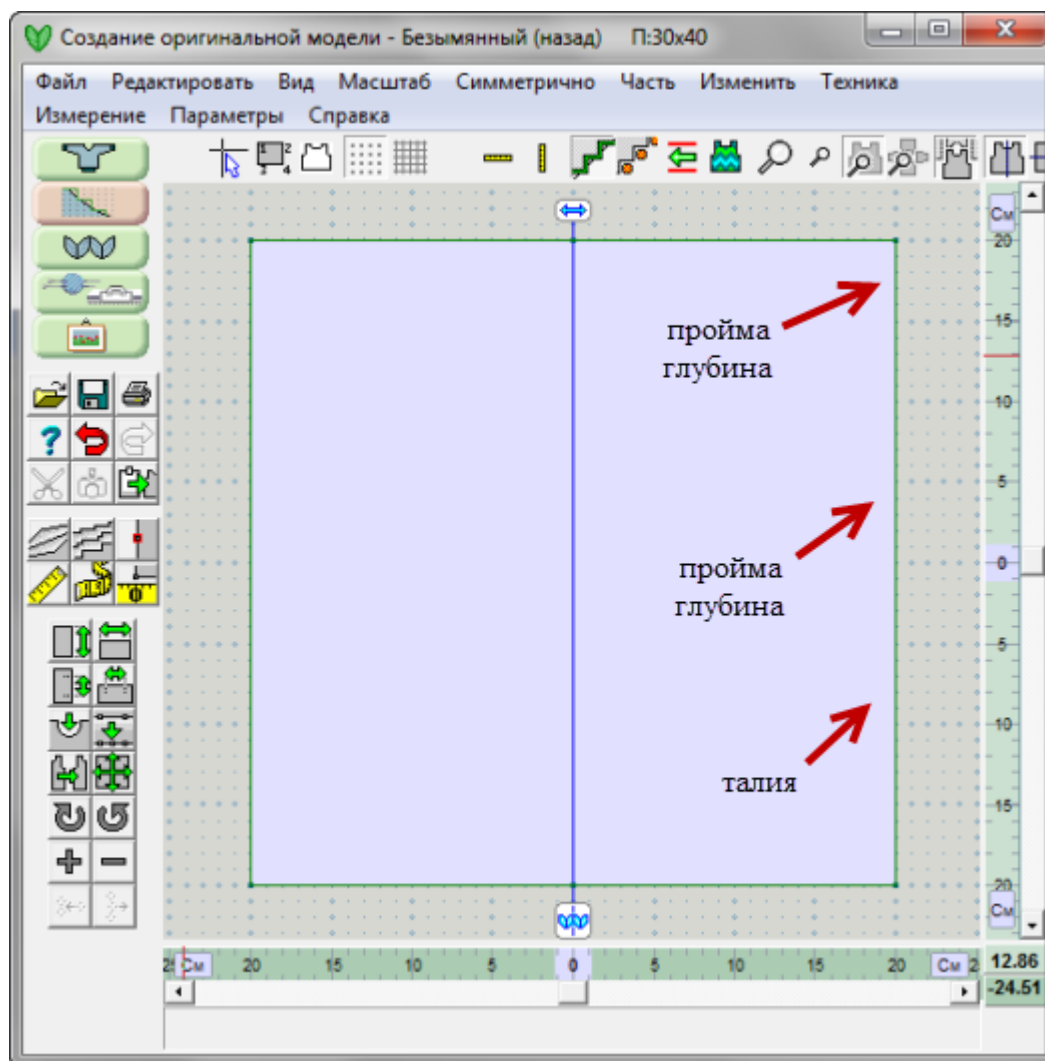 Создание оригинальной модели - Безымянный (назад) П:30x40
Файл Редактировать Вид Масштаб Симметрично Часть Изменить Техника
Измерение Параметры Справка
См
20
15
10
5
0
5
10
15
20
См
пройма
глубина
пройма
глубина
талия
См 20 15 10 5 0 5 10 15 20 См 2
12.86
-24.51